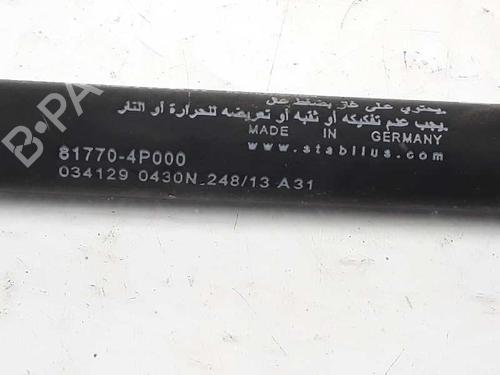 يحتوي على غاز بضغط عال.
يجب عدم تفكيكه أو ثقبه أو تعريضه للحرارة أو النار.
MADE IN GERMANY
www.stabilus.com
81770-4P000
034129 0430N 248/13 A31
B-PA